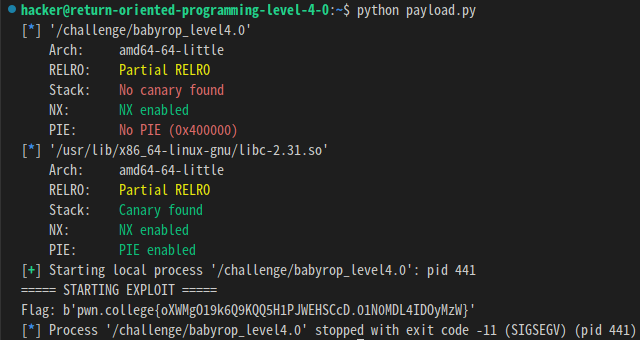 hacker@return-oriented-programming-level-4-0:~$ python payload.py
[*] '/challenge/babyrop_level4.0'
Arch: amd64-64-little
RELRO: Partial RELRO
Stack: No canary found
NX: NX enabled
PIE: No PIE (0x400000)
[*] '/usr/lib/x86_64-linux-gnu/libc-2.31.so'
Arch: amd64-64-little
RELRO: Partial RELRO
Stack: Canary found
NX: NX enabled
PIE: PIE enabled
[+] Starting local process '/challenge/babyrop_level4.0': pid 441
===== STARTING EXPLOIT =====
Flag: b'pwn.college{oXWMgO19k6Q9KQQ5H1PJWEHSCcD.01N0MDL4IDOyMzW}'
[*] Process '/challenge/babyrop_level4.0' stopped with exit code -11 (SIGSEGV) (pid 441)